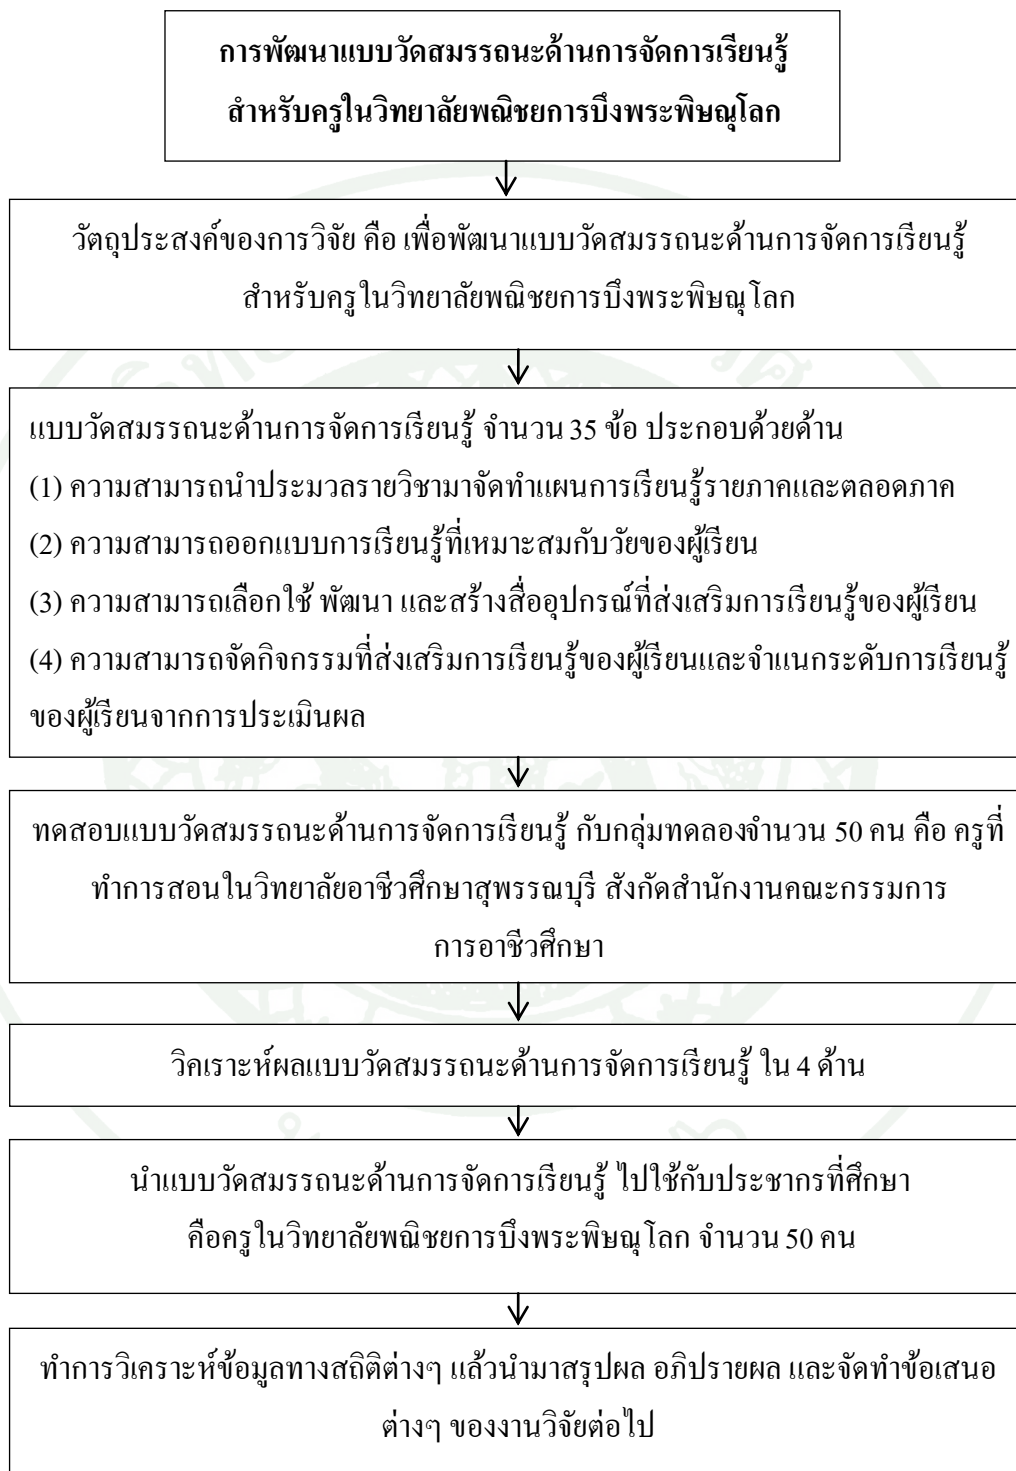 การพัฒนาแบบวัดสมรรถนะด้านการจัดการเรียนรู้
สำหรับครูในวิทยาลัยพณิชยการบึงพระพิษณุโลก
วัตถุประสงค์ของการวิจัย คือ เพื่อพัฒนาแบบวัดสมรรถนะด้านการจัดการเรียนรู้
สำหรับครูในวิทยาลัยพณิชยการบึงพระพิษณุโลก
แบบวัดสมรรถนะด้านการจัดการเรียนรู้ จำนวน 35 ข้อ ประกอบด้วยด้าน
(1) ความสามารถนำประมวลรายวิชามาจัดทำแผนการเรียนรู้รายภาคและตลอดภาค
(2) ความสามารถออกแบบการเรียนรู้ที่เหมาะสมกับวัยของผู้เรียน
(3) ความสามารถเลือกใช้ พัฒนา และสร้างสื่ออุปกรณ์ที่ส่งเสริมการเรียนรู้ของผู้เรียน
(4) ความสามารถจัดกิจกรรมที่ส่งเสริมการเรียนรู้ของผู้เรียนและจำแนกระดับการเรียนรู้
ของผู้เรียนจากการประเมินผล
ทดสอบแบบวัดสมรรถนะด้านการจัดการเรียนรู้ กับกลุ่มทดลองจำนวน 50 คน คือ ครูที่
ทำการสอนในวิทยาลัยอาชีวศึกษาสุพรรณบุรี สังกัดสำนักงานคณะกรรมการ
การอาชีวศึกษา
วิคเราะห์ผลแบบวัดสมรรถนะด้านการจัดการเรียนรู้ ใน 4 ด้าน
นำแบบวัดสมรรถนะด้านการจัดการเรียนรู้ ไปใช้กับประชากรที่ศึกษา
คือครูในวิทยาลัยพณิชยการบึงพระพิษณุโลก จำนวน 50 คน
ทำการวิเคราะห์ข้อมูลทางสถิติต่างๆ แล้วนำมาสรุปผล อภิปรายผล และจัดทำข้อเสนอ
ต่างๆ ของงานวิจัยต่อไป